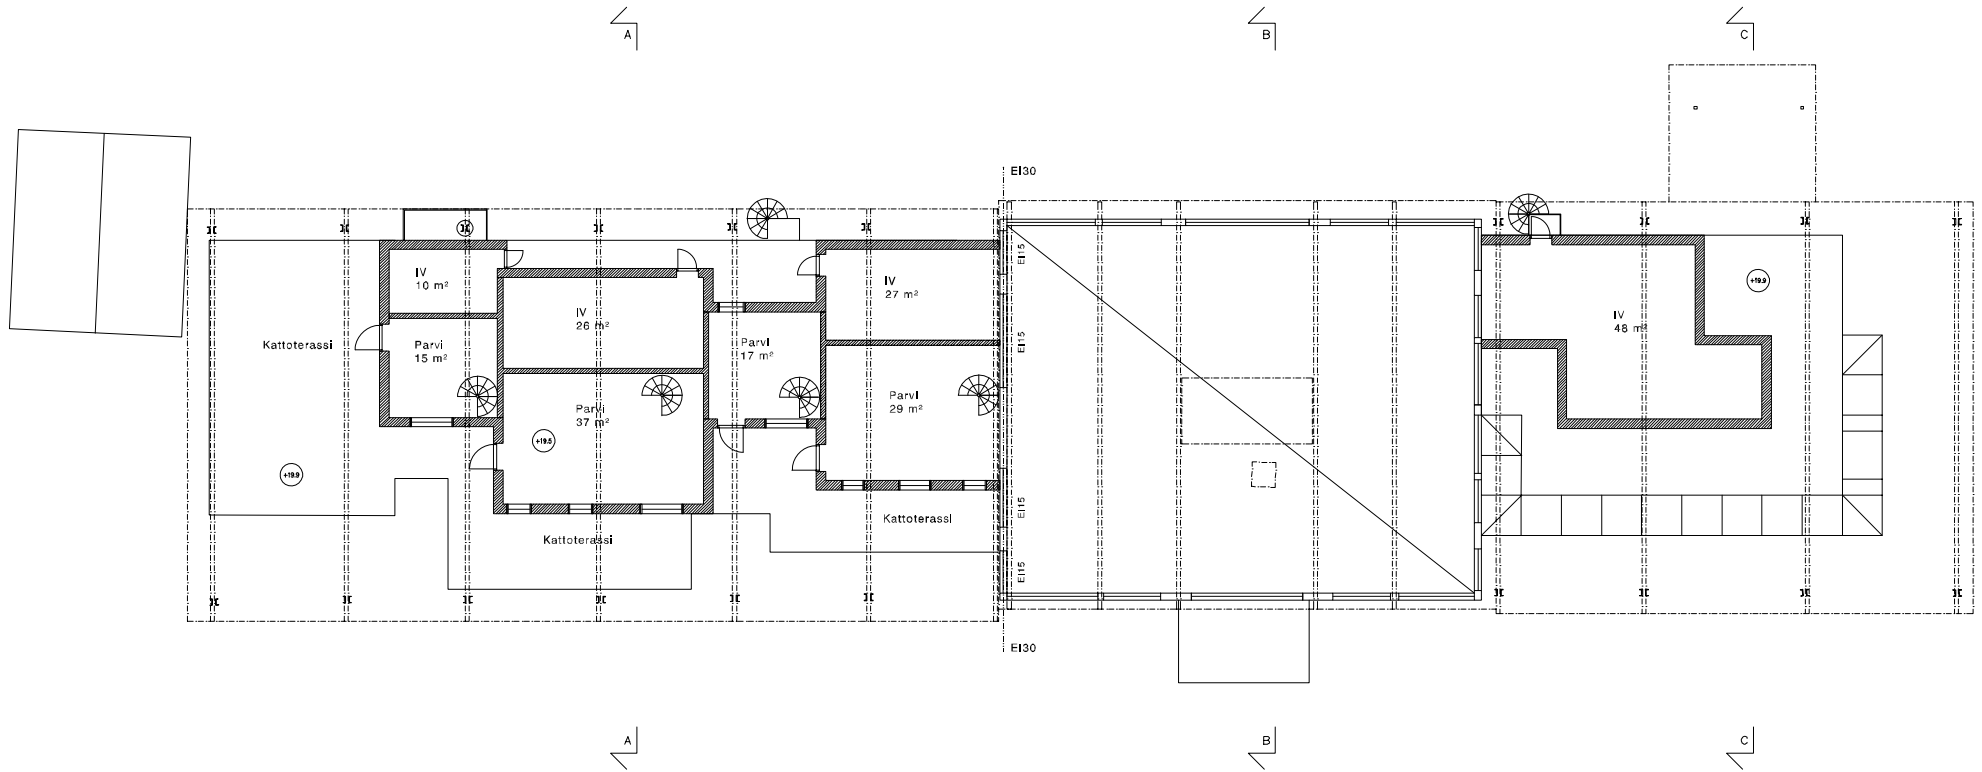 A
B
C
EI30
IV
10 m²
IV
26 m²
IV
27 m²
EI15
+19.9
IV
48 m²
Kattoterassi
Parvi
15 m²
Parvi
17 m²
EI15
Parvi
37 m²
Parvi
29 m²
+19.5
+19.9
EI15
Kattoterassi
Kattoterassi
EI15
EI30
A
B
C